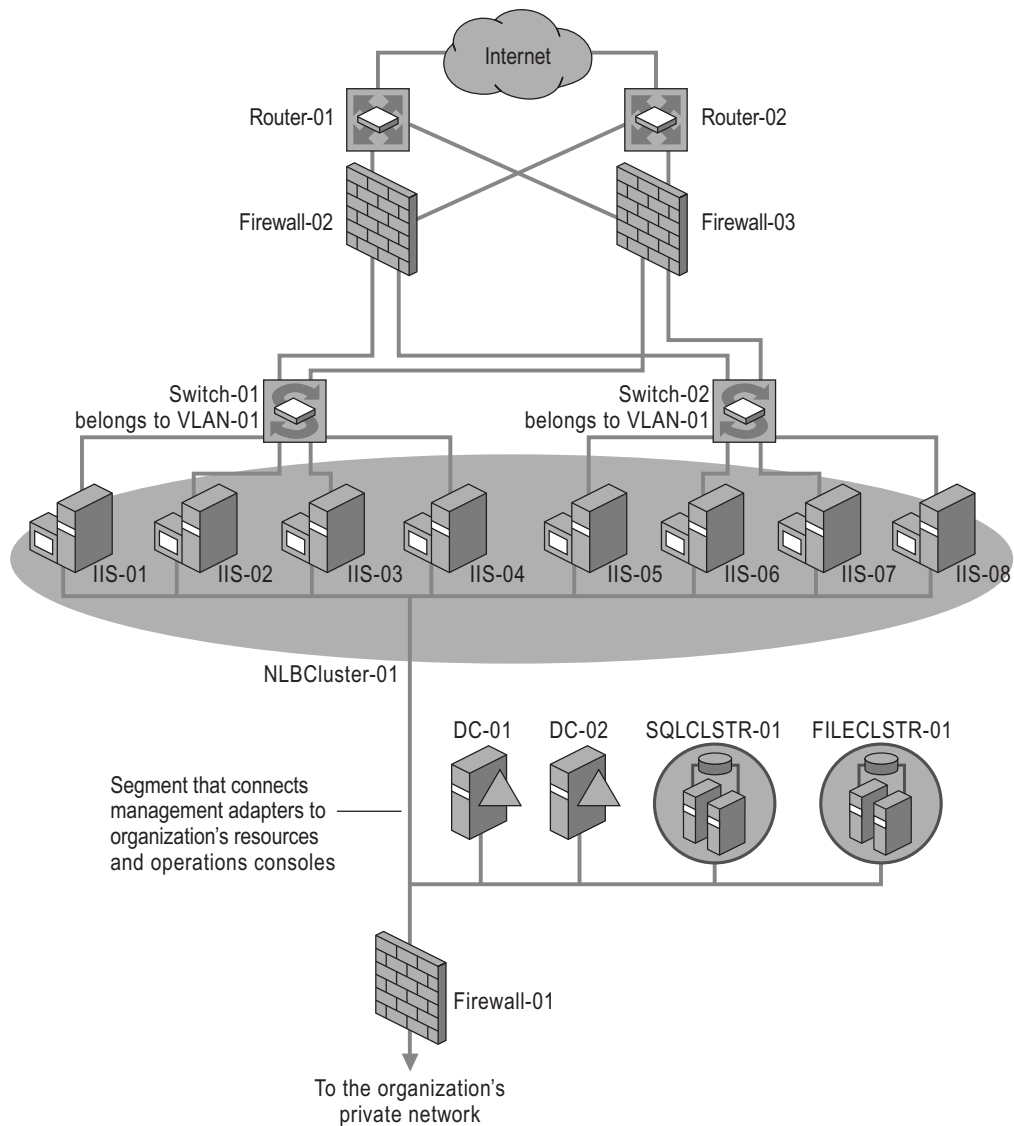 Internet
Router-01
Router-02
Firewall-02
Firewall-03
Switch-01
belongs to VLAN-01
Switch-02
belongs to VLAN-01
IIS-01
IIS-02
IIS-03
IIS-04
IIS-05
IIS-06
IIS-07
IIS-08
NLBCluster-01
DC-01
DC-02
SQLCLSTR-01
FILECLSTR-01
Segment that connects
management adapters to
organization's resources
and operations consoles
Firewall-01
To the organization's
private network